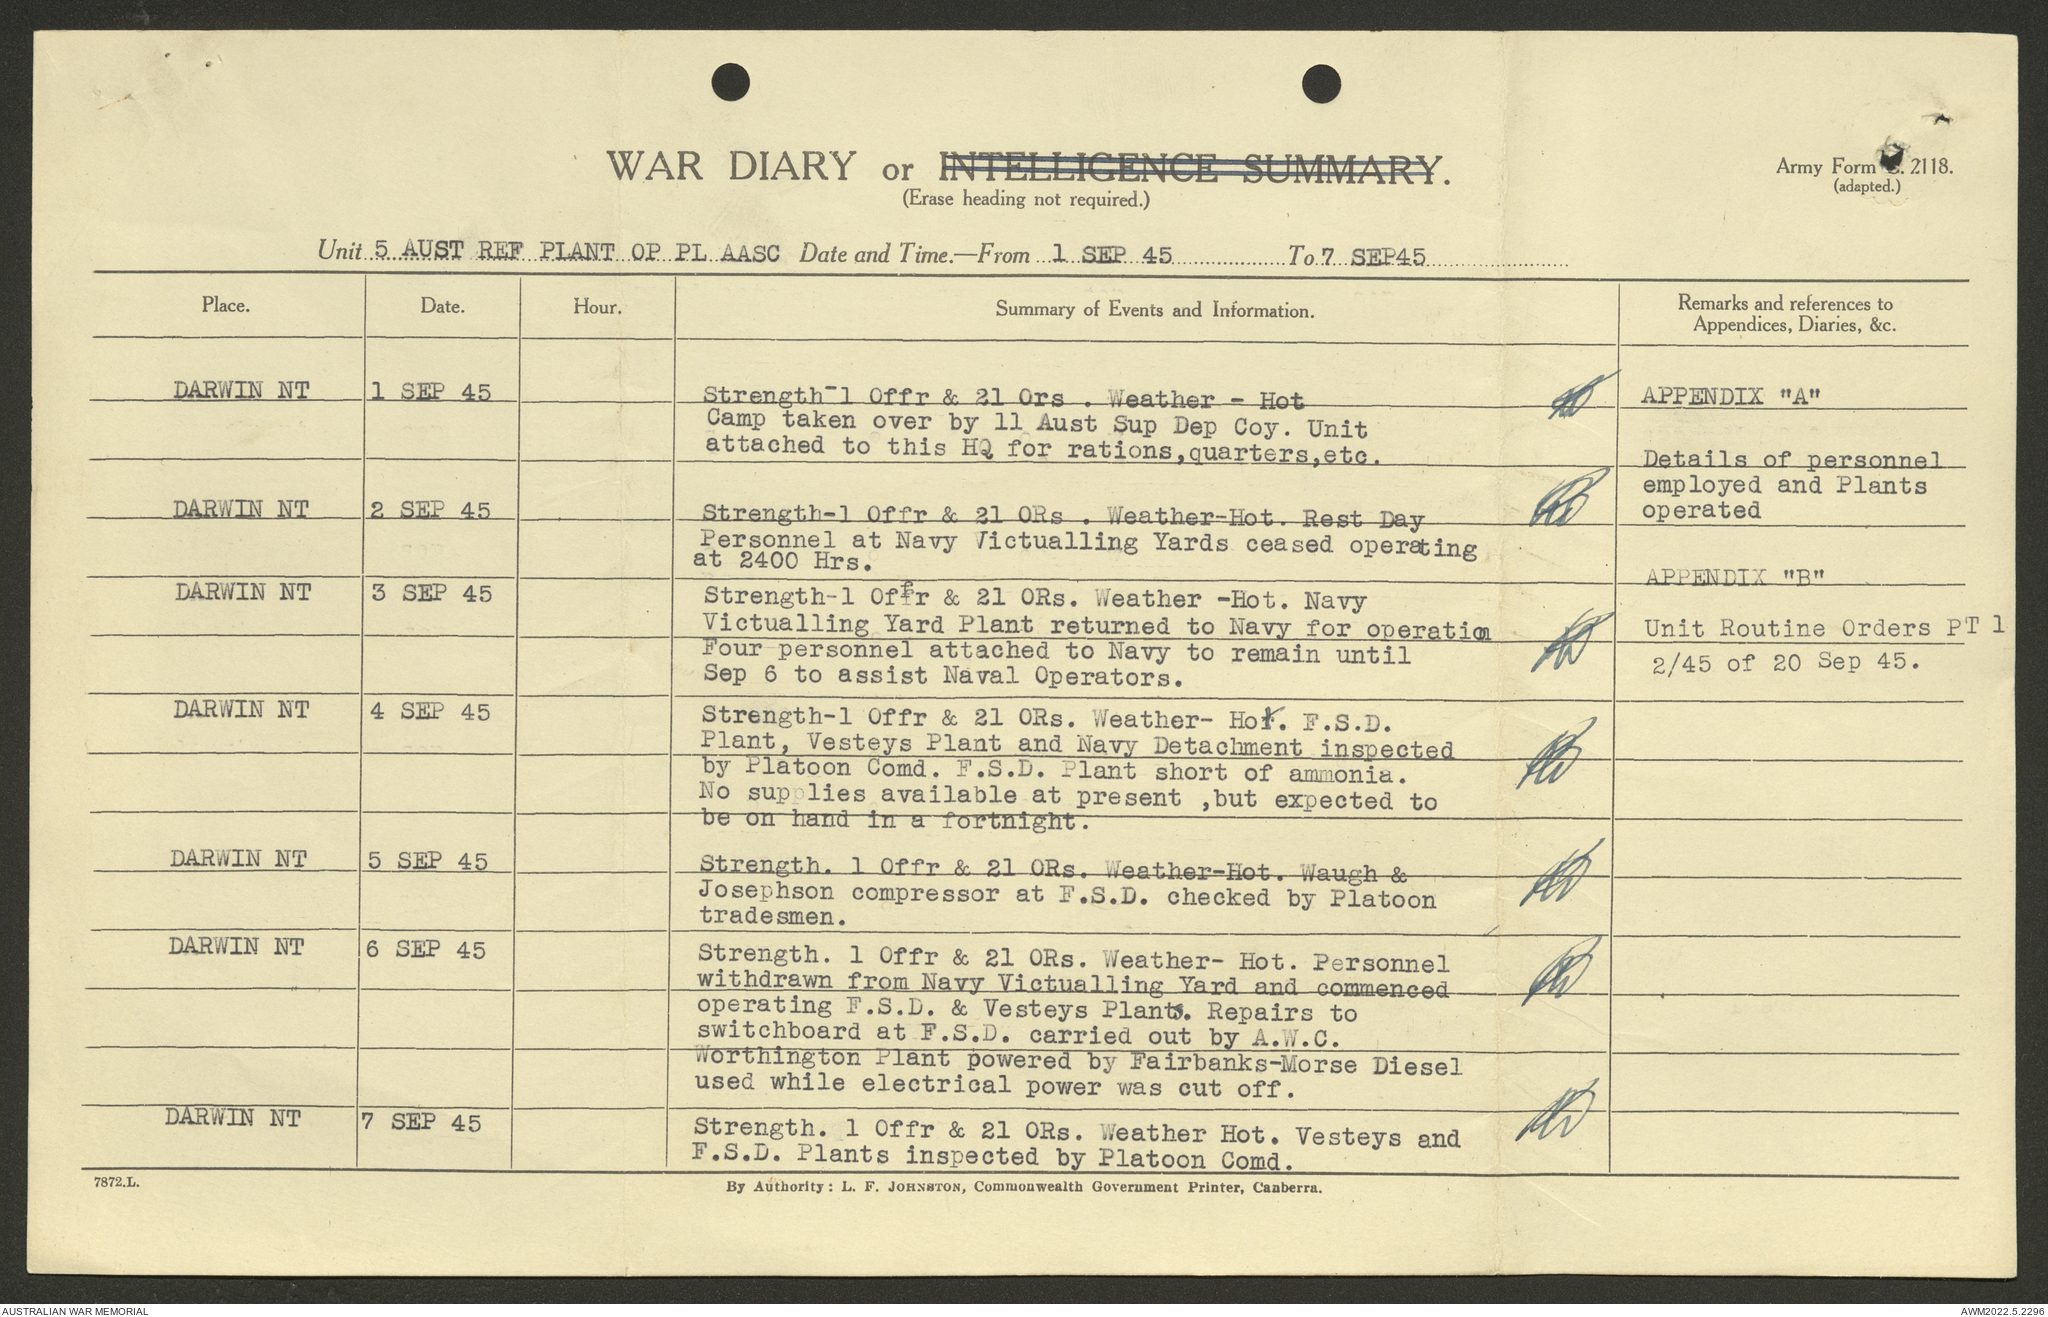 WAR DIARY or INTELLIGENCE SUMMARY.
(Erase heading not required.)
Army Form C. 2118.
(adapted.)
Unit 5 AUST REF PLANT OP PL AASC Date and Time.—From 1 SEP 45 To 7 SEP45
Place. Date. Hour. Summary of Events and Information. Remarks and references to
Appendices, Diaries, &c.
DARWIN NT 1 SEP 45 Strength-1 Offr & 21 Ors . Weather - Hot
Camp taken over by 11 Aust Sup Dep Coy. Unit
attached to this HQ for rations,quarters,etc.
APPENDIX "A"
Details of personnel
employed and Plants
operated
DARWIN NT 2 SEP 45 Strength-1 Offr & 21 ORs . Weather-Hot. Rest Day
Personnel at Navy Victualling Yards ceased operating
at 2400 Hrs.
APPENDIX "B"
Unit Routine Orders PT 1
2/45 of 20 Sep 45.
DARWIN NT 3 SEP 45 Strength-1 Offr & 21 ORs. Weather -Hot. Navy
Victualling Yard Plant returned to Navy for operation
Four personnel attached to Navy to remain until
Sep 6 to assist Naval Operators.
DARWIN NT 4 SEP 45 Strength-1 Offr & 21 ORs. Weather- Hot. F.S.D.
Plant, Vesteys Plant and Navy Detachment inspected
by Platoon Comd. F.S.D. Plant short of ammonia.
No supplies available at present ,but expected to
be on hand in a fortnight.
DARWIN NT 5 SEP 45 Strength. 1 Offr & 21 ORs. Weather-Hot. Waugh &
Josephson compressor at F.S.D. checked by Platoon
tradesmen.
DARWIN NT 6 SEP 45 Strength. 1 Offr & 21 ORs. Weather- Hot. Personnel
withdrawn from Navy Victualling Yard and commenced
operating F.S.D. & Vesteys Plants. Repairs to
switchboard at F.S.D. carried out by A.W.C.
Worthington Plant powered by Fairbanks-Morse Diesel
used while electrical power was cut off.
DARWIN NT 7 SEP 45 Strength. 1 Offr & 21 ORs. Weather Hot. Vesteys and
F.S.D. Plants inspected by Platoon Comd.
7872.L.
By Authority: L. F. JOHNSTON, Commonwealth Government Printer, Canberra.
AUSTRALIAN WAR MEMORIAL
AWM2022.5.2296